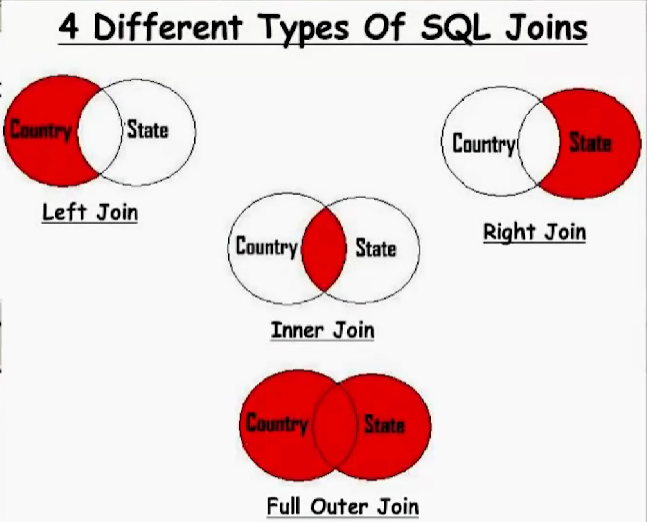 4 Different Types Of SQL Joins
Country State
Left Join
Country State
Right Join
Country State
Inner Join
Country State
Full Outer Join